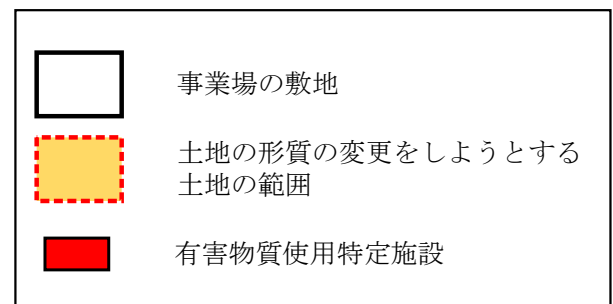 事業場の敷地
土地の形質の変更をしようとする
土地の範囲
有害物質使用特定施設